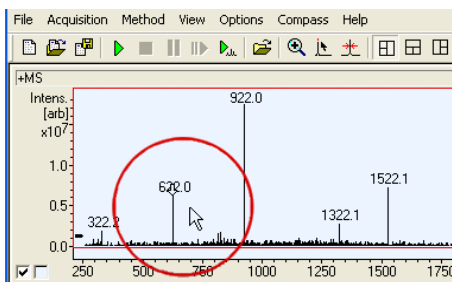 File Acquisition Method View Options Compass Help
+MS
Intens.
[arb]
x10⁷
922.0
1.0
622.0
1522.1
0.5
322.2
1322.1
0.0
250 500 750 1000 1250 1500 1750